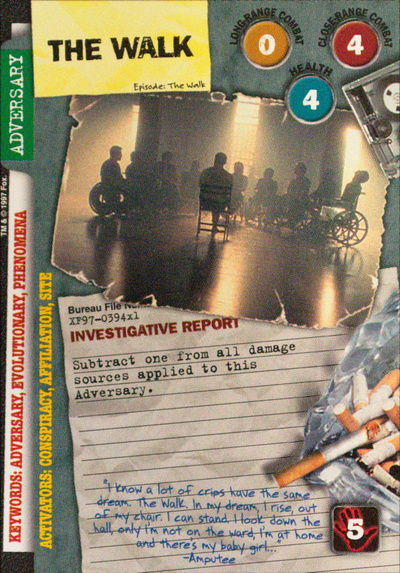 THE WALK
Episode: The Walk
LONG-RANGE COMBAT
0
CLOSE-RANGE COMBAT
4
HEALTH
4
ADVERSARY
TM & © 1997 Fox.
KEYWORDS: ADVERSARY, EVOLUTIONARY, PHENOMENA
ACTIVATORS: CONSPIRACY, AFFILIATION, SITE
Bureau File
XF97-0394x1
INVESTIGATIVE REPORT
Subtract one from all damage
sources applied to this
Adversary.
"I know a lot of crips have the same
dream. The Walk. In my dream, I rise, out
of my chair. I can stand. I look down the
hall, only I'm not on the ward, I'm at home
and there's my baby girl..."
-Amputee
5